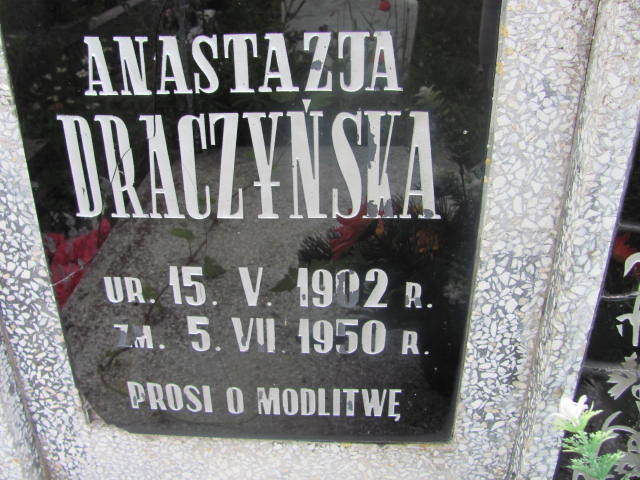 ANASTAZJA
DRACZYŃSKA
UR. 15. V. 1902 R.
ZM. 5. VII. 1950 R.
PROSI O MODLITWĘ